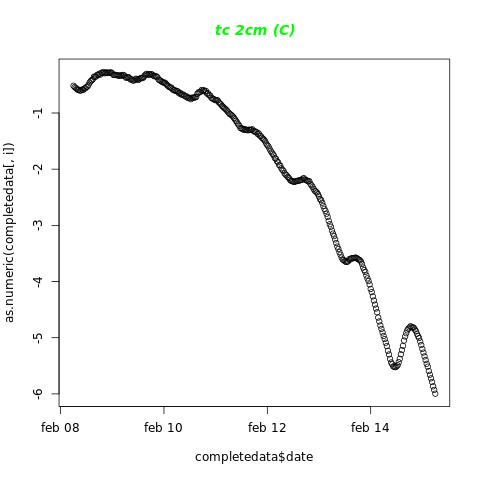 tc 2cm (C)
as.numeric(completedata[, i])
-1
-2
-3
-4
-5
-6
feb 08
feb 10
feb 12
feb 14
completedata$date